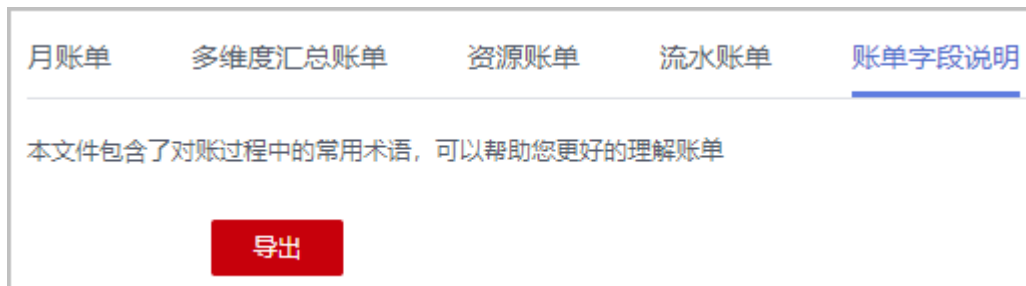 月账单 多维度汇总账单 资源账单 流水账单 账单字段说明
本文件包含了对账过程中的常用术语，可以帮助您更好的理解账单
导出